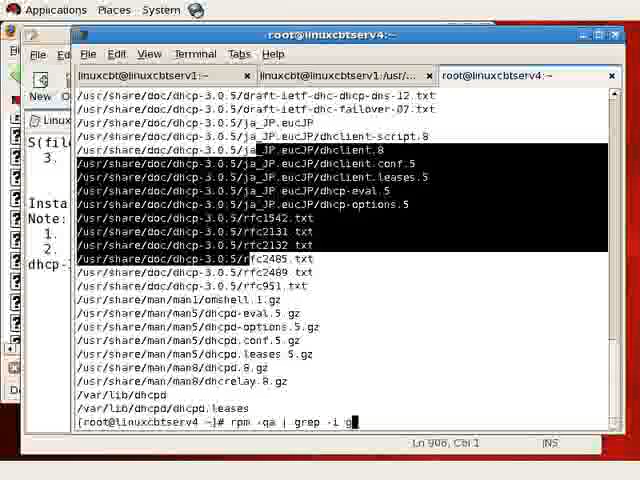 Applications Places System
root@linuxcbtserv4:~
File Ed
File Edit View Terminal Tabs Help
linuxcbt@linuxcbtserv1:~
linuxcbt@linuxcbtserv1:/usr/...
root@linuxcbtserv4:~
New O
Linux
S(file
3.
Insta
Note:
1.
2.
dhcp-3
/usr/share/doc/dhcp-3.0.5/draft-ietf-dhc-dhcp-dns-12.txt
/usr/share/doc/dhcp-3.0.5/draft-ietf-dhc-failover-07.txt
/usr/share/doc/dhcp-3.0.5/ja_JP.eucJP
/usr/share/doc/dhcp-3.0.5/ja_JP.eucJP/dhclient-script.8
/usr/share/doc/dhcp-3.0.5/ja_JP.eucJP/dhclient.8
/usr/share/doc/dhcp-3.0.5/ja_JP.eucJP/dhclient.conf.5
/usr/share/doc/dhcp-3.0.5/ja_JP.eucJP/dhclient.leases.5
/usr/share/doc/dhcp-3.0.5/ja_JP.eucJP/dhcp-eval.5
/usr/share/doc/dhcp-3.0.5/ja_JP.eucJP/dhcp-options.5
/usr/share/doc/dhcp-3.0.5/rfc1542.txt
/usr/share/doc/dhcp-3.0.5/rfc2131.txt
/usr/share/doc/dhcp-3.0.5/rfc2132.txt
/usr/share/doc/dhcp-3.0.5/rfc2485.txt
/usr/share/doc/dhcp-3.0.5/rfc2489.txt
/usr/share/doc/dhcp-3.0.5/rfc951.txt
/usr/share/man/man1/omshell.1.gz
/usr/share/man/man5/dhcpd-eval.5.gz
/usr/share/man/man5/dhcpd-options.5.gz
/usr/share/man/man5/dhcpd.conf.5.gz
/usr/share/man/man5/dhcpd.leases.5.gz
/usr/share/man/man8/dhcpd.8.gz
/usr/share/man/man8/dhcrelay.8.gz
/var/lib/dhcpd
/var/lib/dhcpd/dhcpd.leases
[root@linuxcbtserv4 ~]# rpm -qa | grep -i g
Ln 906, Col 1 INS